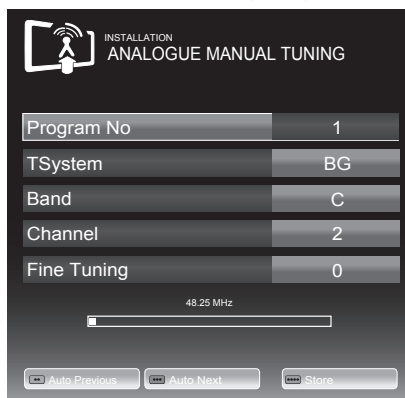 INSTALLATION
ANALOGUE MANUAL TUNING
Program No 1
TSystem BG
Band C
Channel 2
Fine Tuning 0
48.25 MHz
Auto Previous Auto Next Store